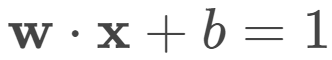 w · x + b = 1